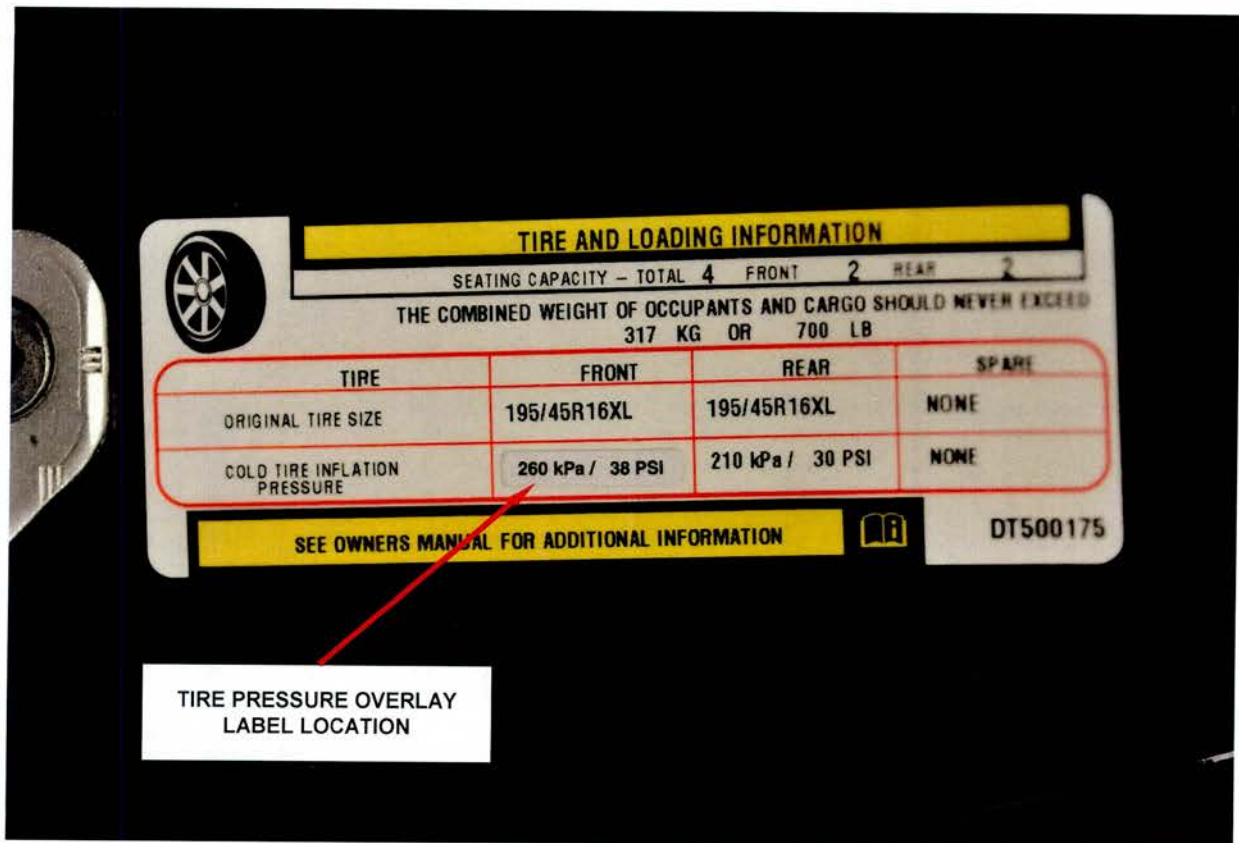 TIRE AND LOADING INFORMATION
SEATING CAPACITY – TOTAL 4 FRONT 2 REAR 2
THE COMBINED WEIGHT OF OCCUPANTS AND CARGO SHOULD NEVER EXCEED
317 KG OR 700 LB
TIRE FRONT REAR SPARE
ORIGINAL TIRE SIZE 195/45R16XL 195/45R16XL NONE
COLD TIRE INFLATION PRESSURE 260 kPa / 38 PSI 210 kPa / 30 PSI NONE
SEE OWNERS MANUAL FOR ADDITIONAL INFORMATION DT500175
TIRE PRESSURE OVERLAY
LABEL LOCATION